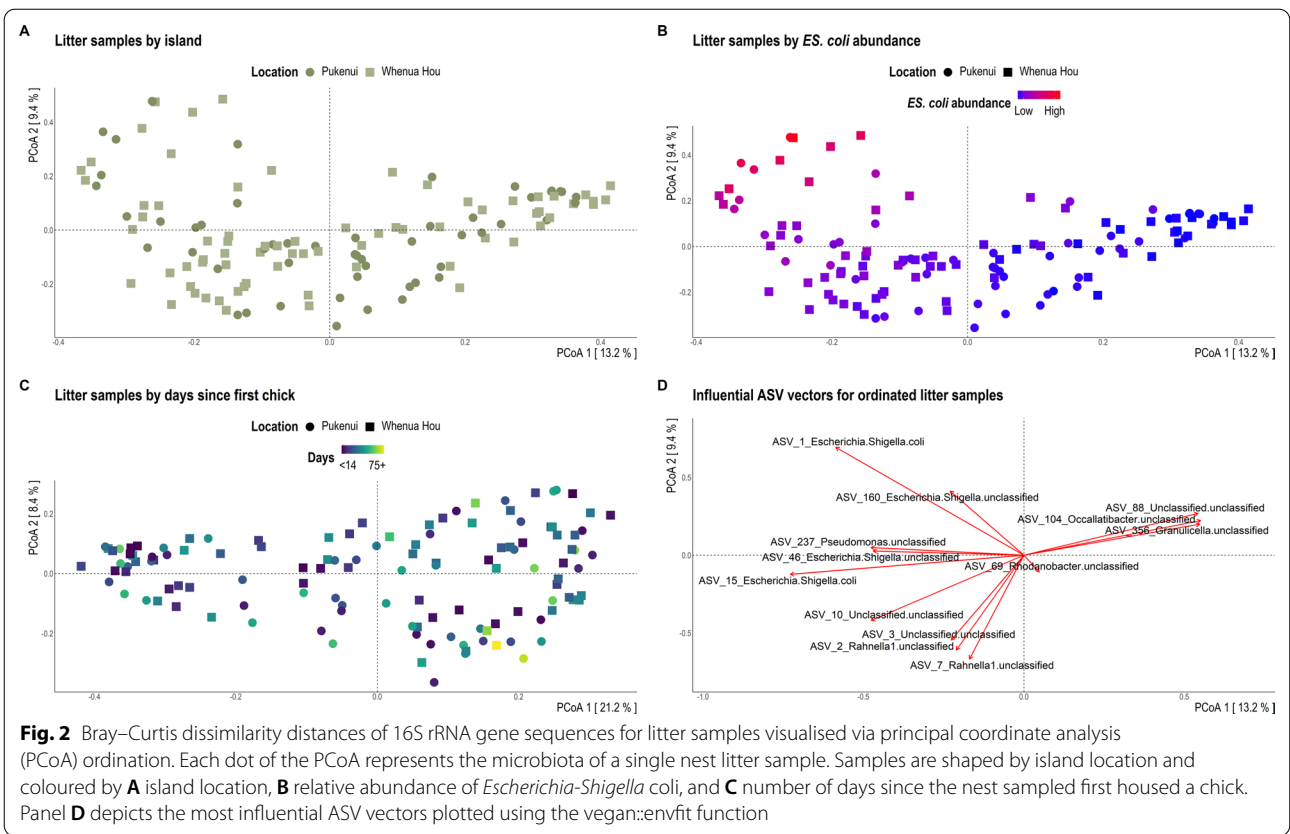 A
Litter samples by island
Location Pukenui Whenua Hou
PCoA 2 [ 9.4 % ]
0.4
0.2
0.0
-0.2
-0.4
-0.2
0.0
0.2
0.4
PCoA 1 [ 13.2 % ]
B
Litter samples by ES. coli abundance
Location Pukenui Whenua Hou
ES. coli abundance
Low High
PCoA 2 [ 9.4 % ]
0.4
0.2
0.0
-0.2
-0.4
-0.2
0.0
0.2
0.4
PCoA 1 [ 13.2 % ]
C
Litter samples by days since first chick
Location Pukenui Whenua Hou
Days
<14 75+
PCoA 2 [ 8.4 % ]
0.2
0.0
-0.2
-0.4
-0.2
0.0
0.2
PCoA 1 [ 21.2 % ]
D
Influential ASV vectors for ordinated litter samples
PCoA 2 [ 9.4 % ]
0.5
0.0
-0.5
ASV_1_Escherichia.Shigella.coli
ASV_160_Escherichia.Shigella.unclassified
ASV_88_Unclassified.unclassified
ASV_104_Occallatibacter.unclassified
ASV_356_Granulicella.unclassified
ASV_237_Pseudomonas.unclassified
ASV_46_Escherichia.Shigella.unclassified
ASV_69_Rhodanobacter.unclassified
ASV_15_Escherichia.Shigella.coli
ASV_10_Unclassified.unclassified
ASV_3_Unclassified.unclassified
ASV_2_Rahnella1.unclassified
ASV_7_Rahnella1.unclassified
-1.0
-0.5
0.0
0.5
PCoA 1 [ 13.2 % ]
Fig. 2 Bray–Curtis dissimilarity distances of 16S rRNA gene sequences for litter samples visualised via principal coordinate analysis
(PCoA) ordination. Each dot of the PCoA represents the microbiota of a single nest litter sample. Samples are shaped by island location and
coloured by A island location, B relative abundance of Escherichia-Shigella coli, and C number of days since the nest sampled first housed a chick.
Panel D depicts the most influential ASV vectors plotted using the vegan::envfit function